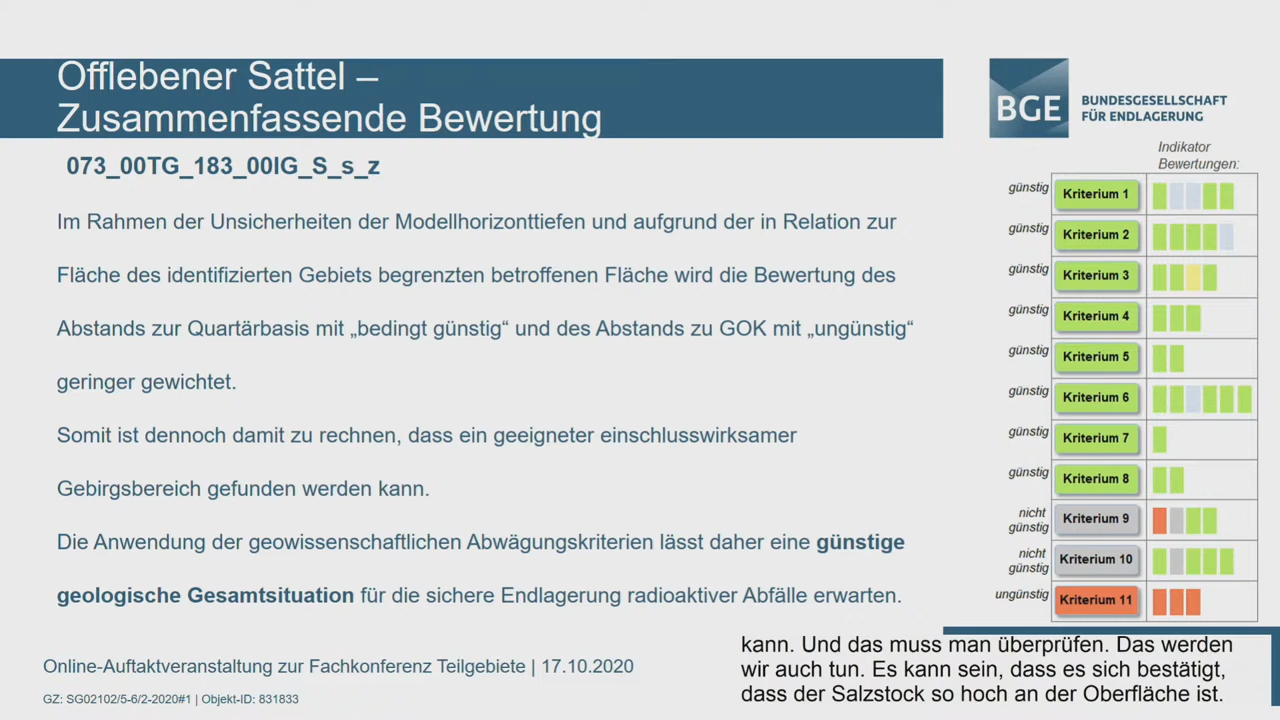 Offlebener Sattel –
Zusammenfassende Bewertung
BGE
BUNDESGESELLSCHAFT
FÜR ENDLAGERUNG
073_00TG_183_00IG_S_s_z
Im Rahmen der Unsicherheiten der Modellhorizonttiefen und aufgrund der in Relation zur
Fläche des identifizierten Gebiets begrenzten betroffenen Fläche wird die Bewertung des
Abstands zur Quartärbasis mit „bedingt günstig“ und des Abstands zu GOK mit „ungünstig“
geringer gewichtet.
Somit ist dennoch damit zu rechnen, dass ein geeigneter einschlusswirksamer
Gebirgsbereich gefunden werden kann.
Die Anwendung der geowissenschaftlichen Abwägungskriterien lässt daher eine günstige
geologische Gesamtsituation für die sichere Endlagerung radioaktiver Abfälle erwarten.
Indikator
Bewertungen:
günstig Kriterium 1
günstig Kriterium 2
günstig Kriterium 3
günstig Kriterium 4
günstig Kriterium 5
günstig Kriterium 6
günstig Kriterium 7
günstig Kriterium 8
nicht
günstig Kriterium 9
nicht
günstig Kriterium 10
ungünstig Kriterium 11
Online-Auftaktveranstaltung zur Fachkonferenz Teilgebiete | 17.10.2020
GZ: SG02102/5-6/2-2020#1 | Objekt-ID: 831833
kann. Und das muss man überprüfen. Das werden
wir auch tun. Es kann sein, dass es sich bestätigt,
dass der Salzstock so hoch an der Oberfläche ist.